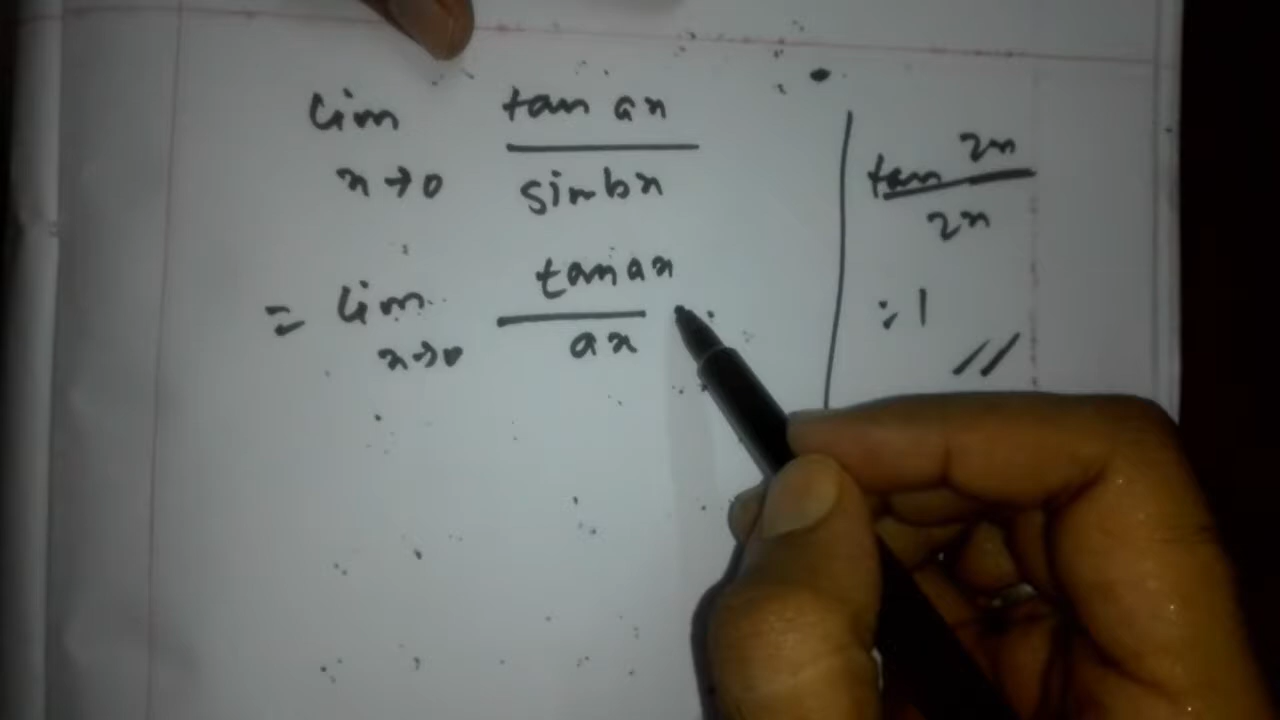 lim tan ax
x→0 sin bx
= lim tan ax
x→0 ax
tan 2x
2x
= 1